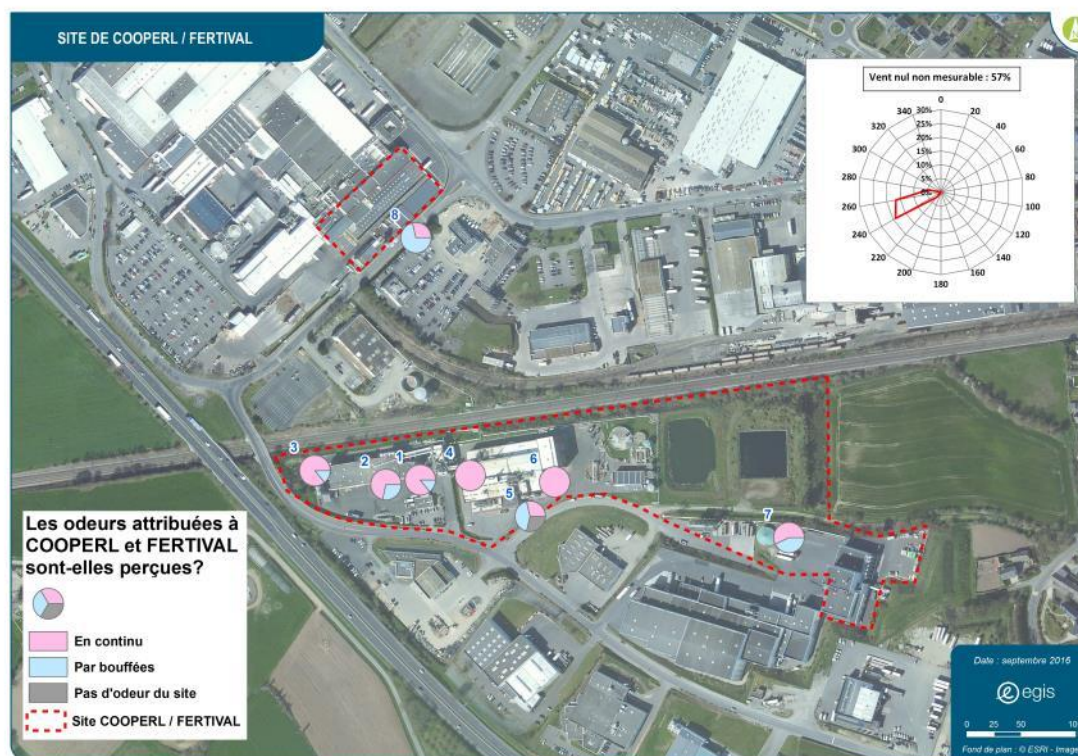 SITE DE COOPERL / FERTIVAL
Vent nul non mesurable : 57%
0
20
40
60
80
100
120
140
160
180
200
220
240
260
280
300
320
340
30%
25%
20%
15%
10%
5%
0%
8
3
2
1
4
6
5
7
Les odeurs attribuées à
COOPERL et FERTIVAL
sont-elles perçues?
En continu
Par bouffées
Pas d'odeur du site
Site COOPERL / FERTIVAL
Date : septembre 2016
egis
0 25 50 10
Fond de plan : © ESRI - Image